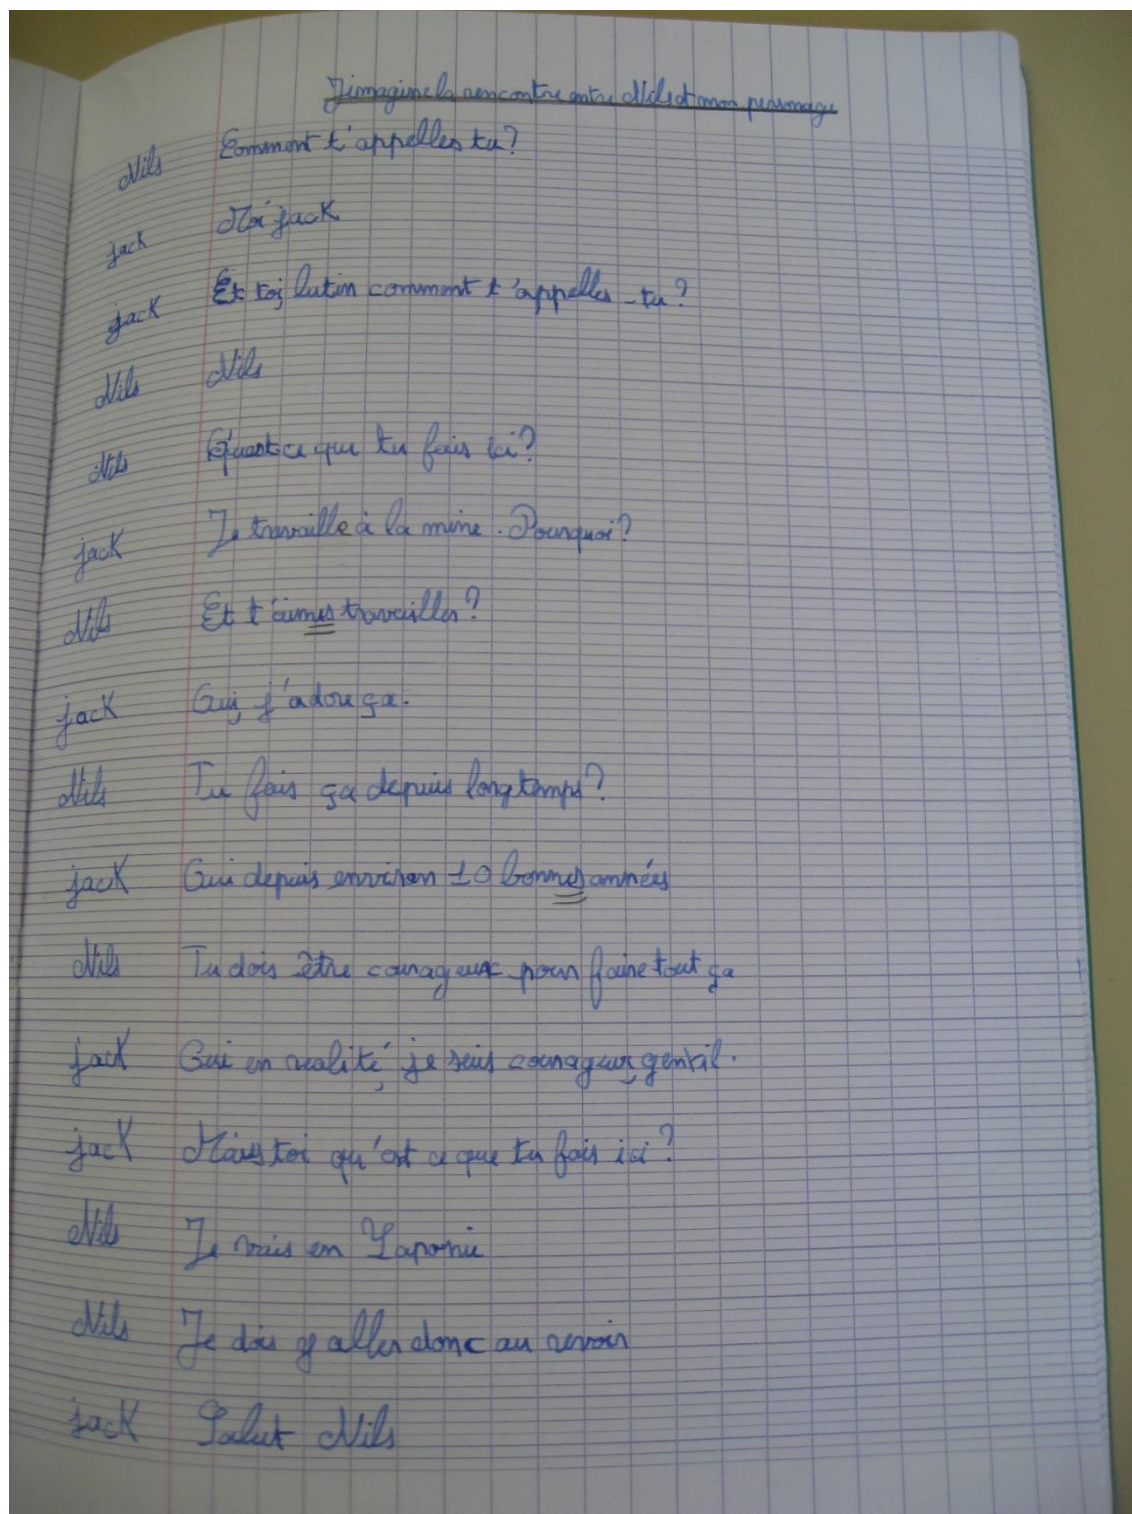 J'imagine la rencontre entre Nils et mon personnage
Nils Comment t'appelles tu?
jack Moi jack
jack Et toi, lutin comment t'appelles-tu?
Nils Nils
Nils Qu'est ce que tu fais ici?
jack Je travaille à la mine. Pourquoi?
Nils Et t'aimes travailler?
jack Oui, j'adore ça.
Nils Tu fais ça depuis longtemps?
jack Oui depuis environ 10 bonnes années
Nils Tu dois être courageux pour faire tout ça
jack Oui en realité, je suis courageux, gentil.
jack Mais toi qu'est ce que tu fais ici?
Nils Je vais en Laponie
Nils Je dois y aller donc au revoir
jack Salut Nils